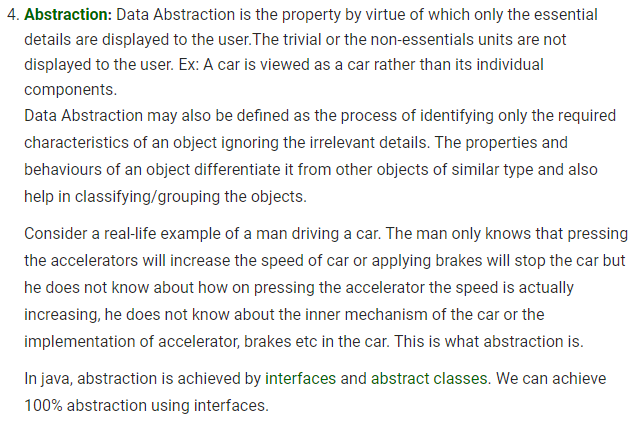 4. Abstraction: Data Abstraction is the property by virtue of which only the essential
details are displayed to the user.The trivial or the non-essentials units are not
displayed to the user. Ex: A car is viewed as a car rather than its individual
components.
Data Abstraction may also be defined as the process of identifying only the required
characteristics of an object ignoring the irrelevant details. The properties and
behaviours of an object differentiate it from other objects of similar type and also
help in classifying/grouping the objects.
Consider a real-life example of a man driving a car. The man only knows that pressing
the accelerators will increase the speed of car or applying brakes will stop the car but
he does not know about how on pressing the accelerator the speed is actually
increasing, he does not know about the inner mechanism of the car or the
implementation of accelerator, brakes etc in the car. This is what abstraction is.
In java, abstraction is achieved by interfaces and abstract classes. We can achieve
100% abstraction using interfaces.